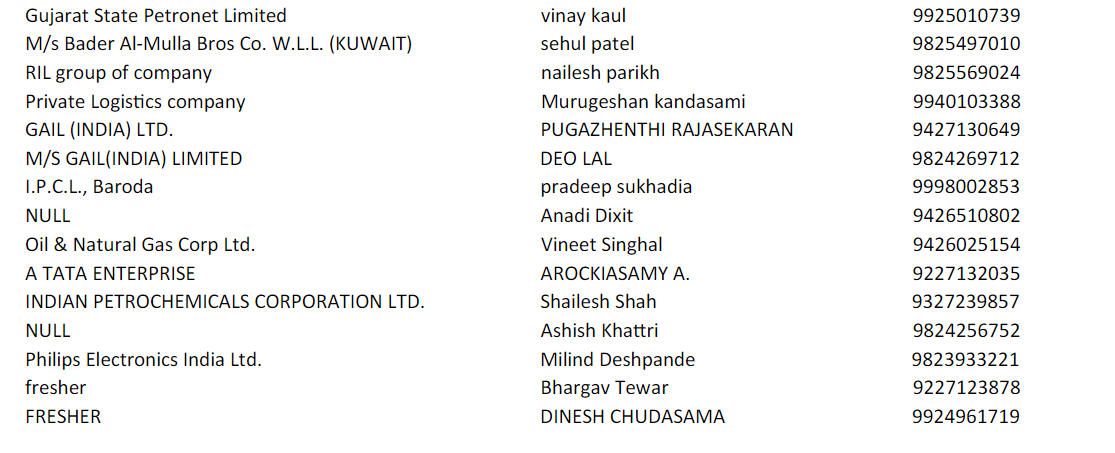 Gujarat State Petronet Limited vinay kaul 9925010739
M/s Bader Al-Mulla Bros Co. W.L.L. (KUWAIT) sehul patel 9825497010
RIL group of company nailesh parikh 9825569024
Private Logistics company Murugeshan kandasami 9940103388
GAIL (INDIA) LTD. PUGAZHENTHI RAJASEKARAN 9427130649
M/S GAIL(INDIA) LIMITED DEO LAL 9824269712
I.P.C.L., Baroda pradeep sukhadia 9998002853
NULL Anadi Dixit 9426510802
Oil & Natural Gas Corp Ltd. Vineet Singhal 9426025154
A TATA ENTERPRISE AROCKIASAMY A. 9227132035
INDIAN PETROCHEMICALS CORPORATION LTD. Shailesh Shah 9327239857
NULL Ashish Khattri 9824256752
Philips Electronics India Ltd. Milind Deshpande 9823933221
fresher Bhargav Tewar 9227123878
FRESHER DINESH CHUDASAMA 9924961719